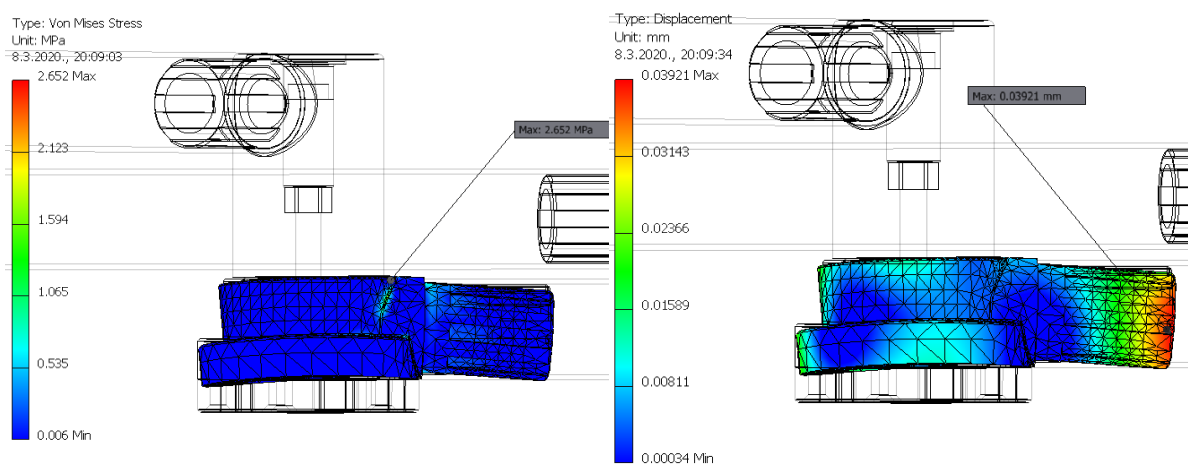 Type: Von Mises Stress
Unit: MPa
8.3.2020., 20:09:03
2.652 Max
2.123
1.594
1.065
0.535
0.006 Min
Max: 2.652 MPa
Type: Displacement
Unit: mm
8.3.2020., 20:09:34
0.03921 Max
0.03143
0.02366
0.01589
0.00811
0.00034 Min
Max: 0.03921 mm